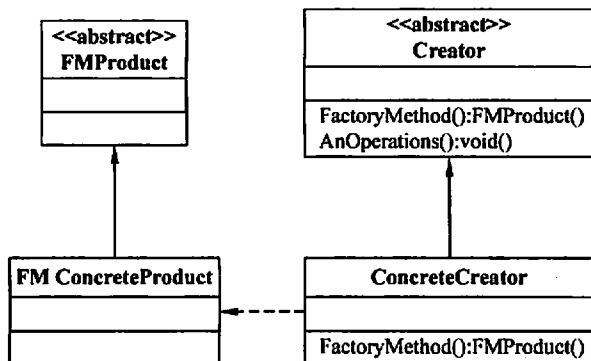 <<abstract>>
FMProduct
<<abstract>>
Creator
FactoryMethod():FMProduct()
AnOperations():void()
FM ConcreteProduct
ConcreteCreator
FactoryMethod():FMProduct()